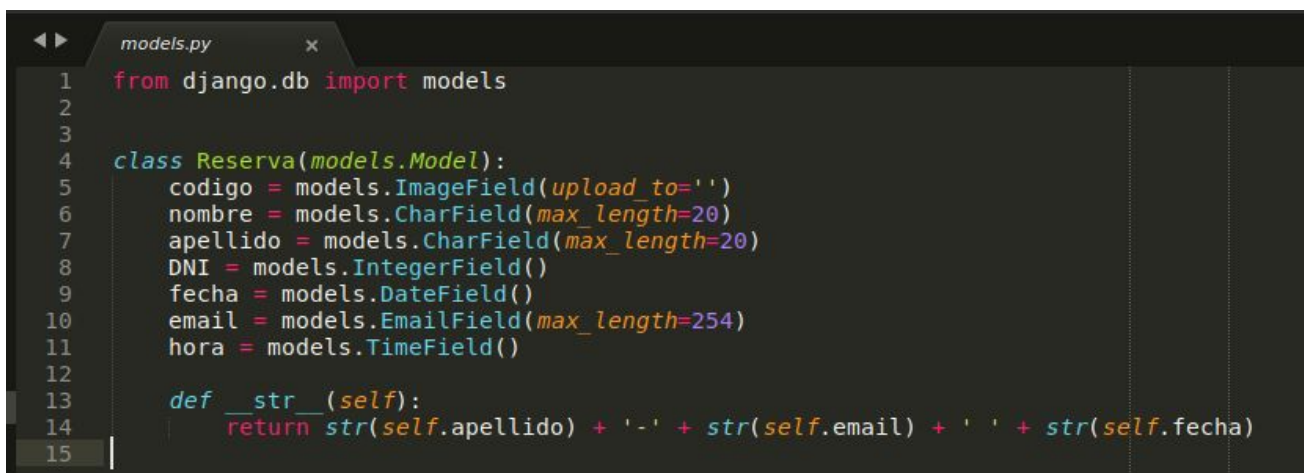 models.py ×
1 from django.db import models
2
3
4 class Reserva(models.Model):
5     codigo = models.ImageField(upload_to='')
6     nombre = models.CharField(max_length=20)
7     apellido = models.CharField(max_length=20)
8     DNI = models.IntegerField()
9     fecha = models.DateField()
10     email = models.EmailField(max_length=254)
11     hora = models.TimeField()
12
13     def __str__(self):
14         return str(self.apellido) + '-' + str(self.email) + ' ' + str(self.fecha)
15